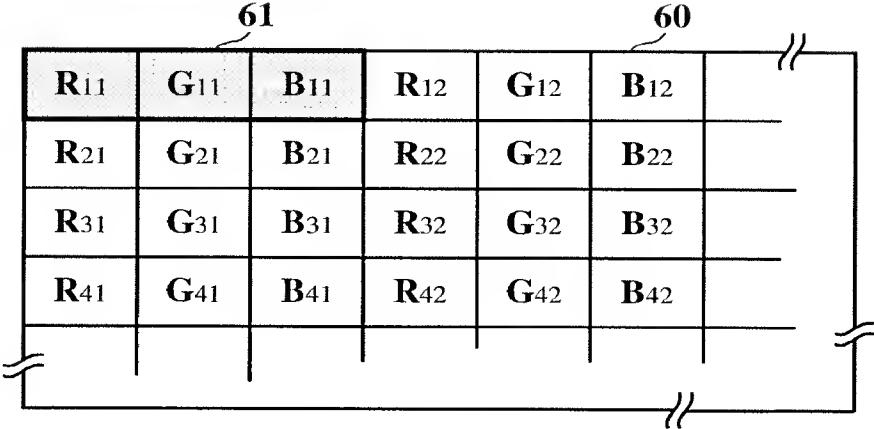 61 60
R11 G11 B11 R12 G12 B12
R21 G21 B21 R22 G22 B22
R31 G31 B31 R32 G32 B32
R41 G41 B41 R42 G42 B42